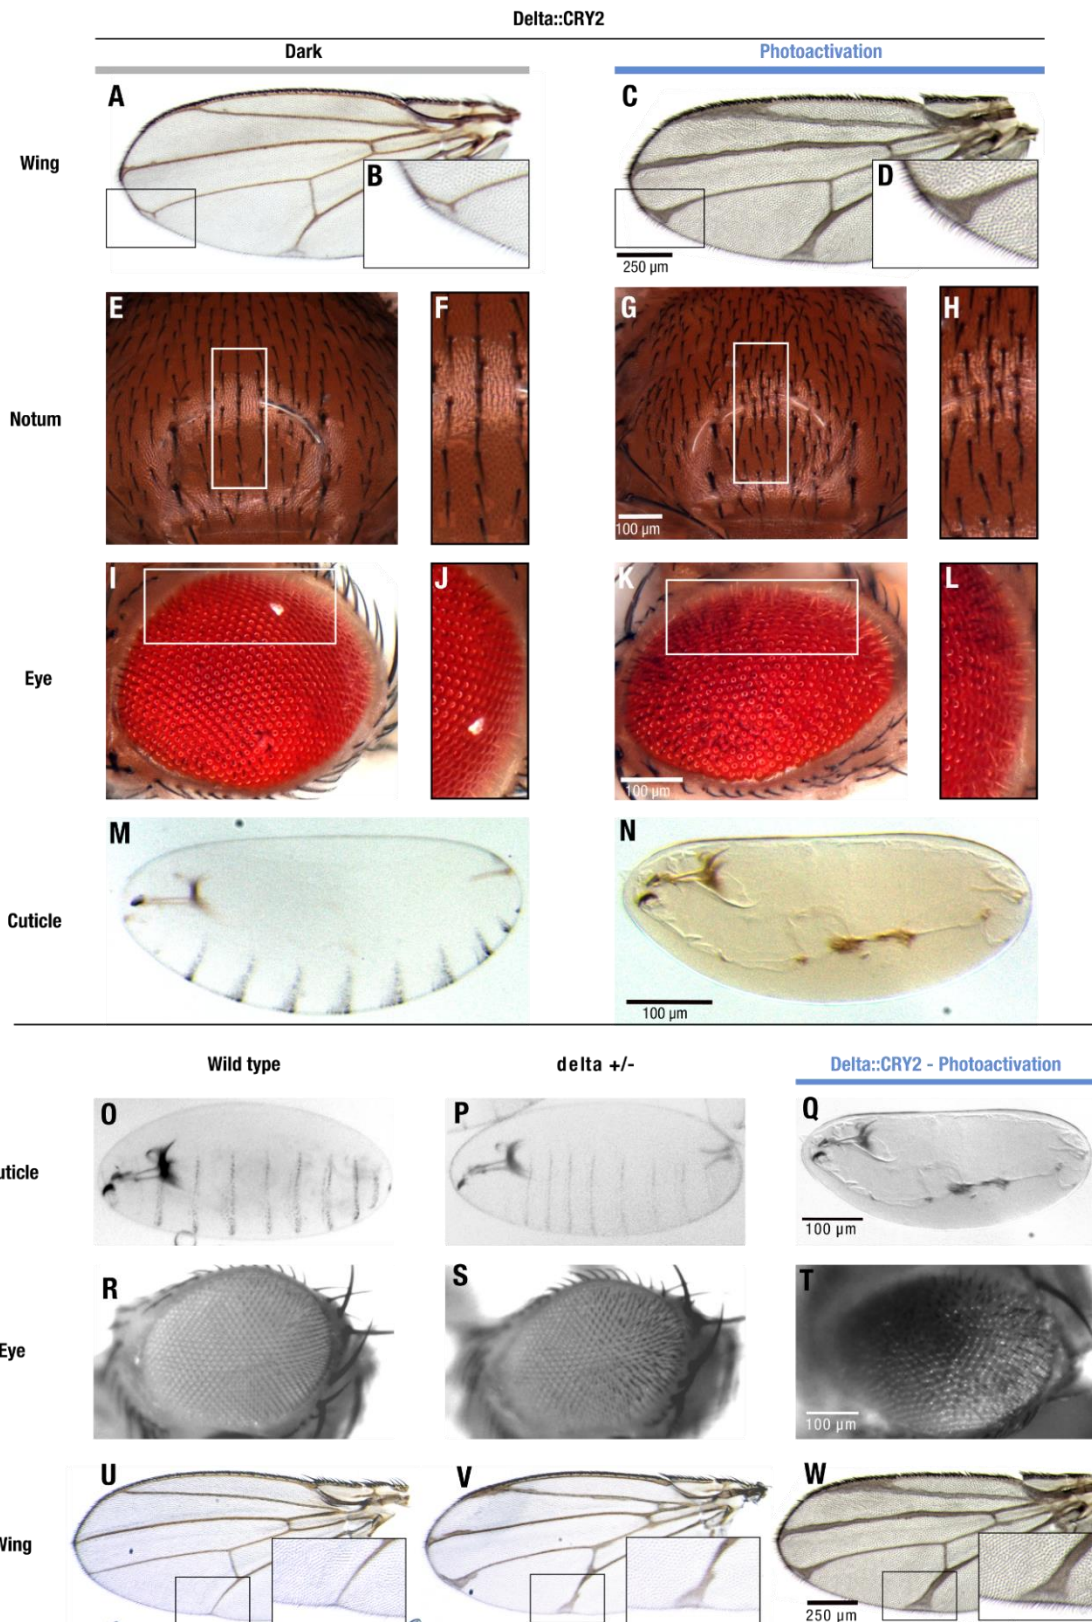 Delta::CRY2
Dark Photoactivation
A C
Wing
B D
250 µm
E F G H
Notum
100 µm
I J K L
Eye
100 µm
M N
Cuticle
100 µm
Wild type delta +/- Delta::CRY2 - Photoactivation
O P Q
uticle
100 µm
R S T
Eye
100 µm
U V W
Wing
250 µm